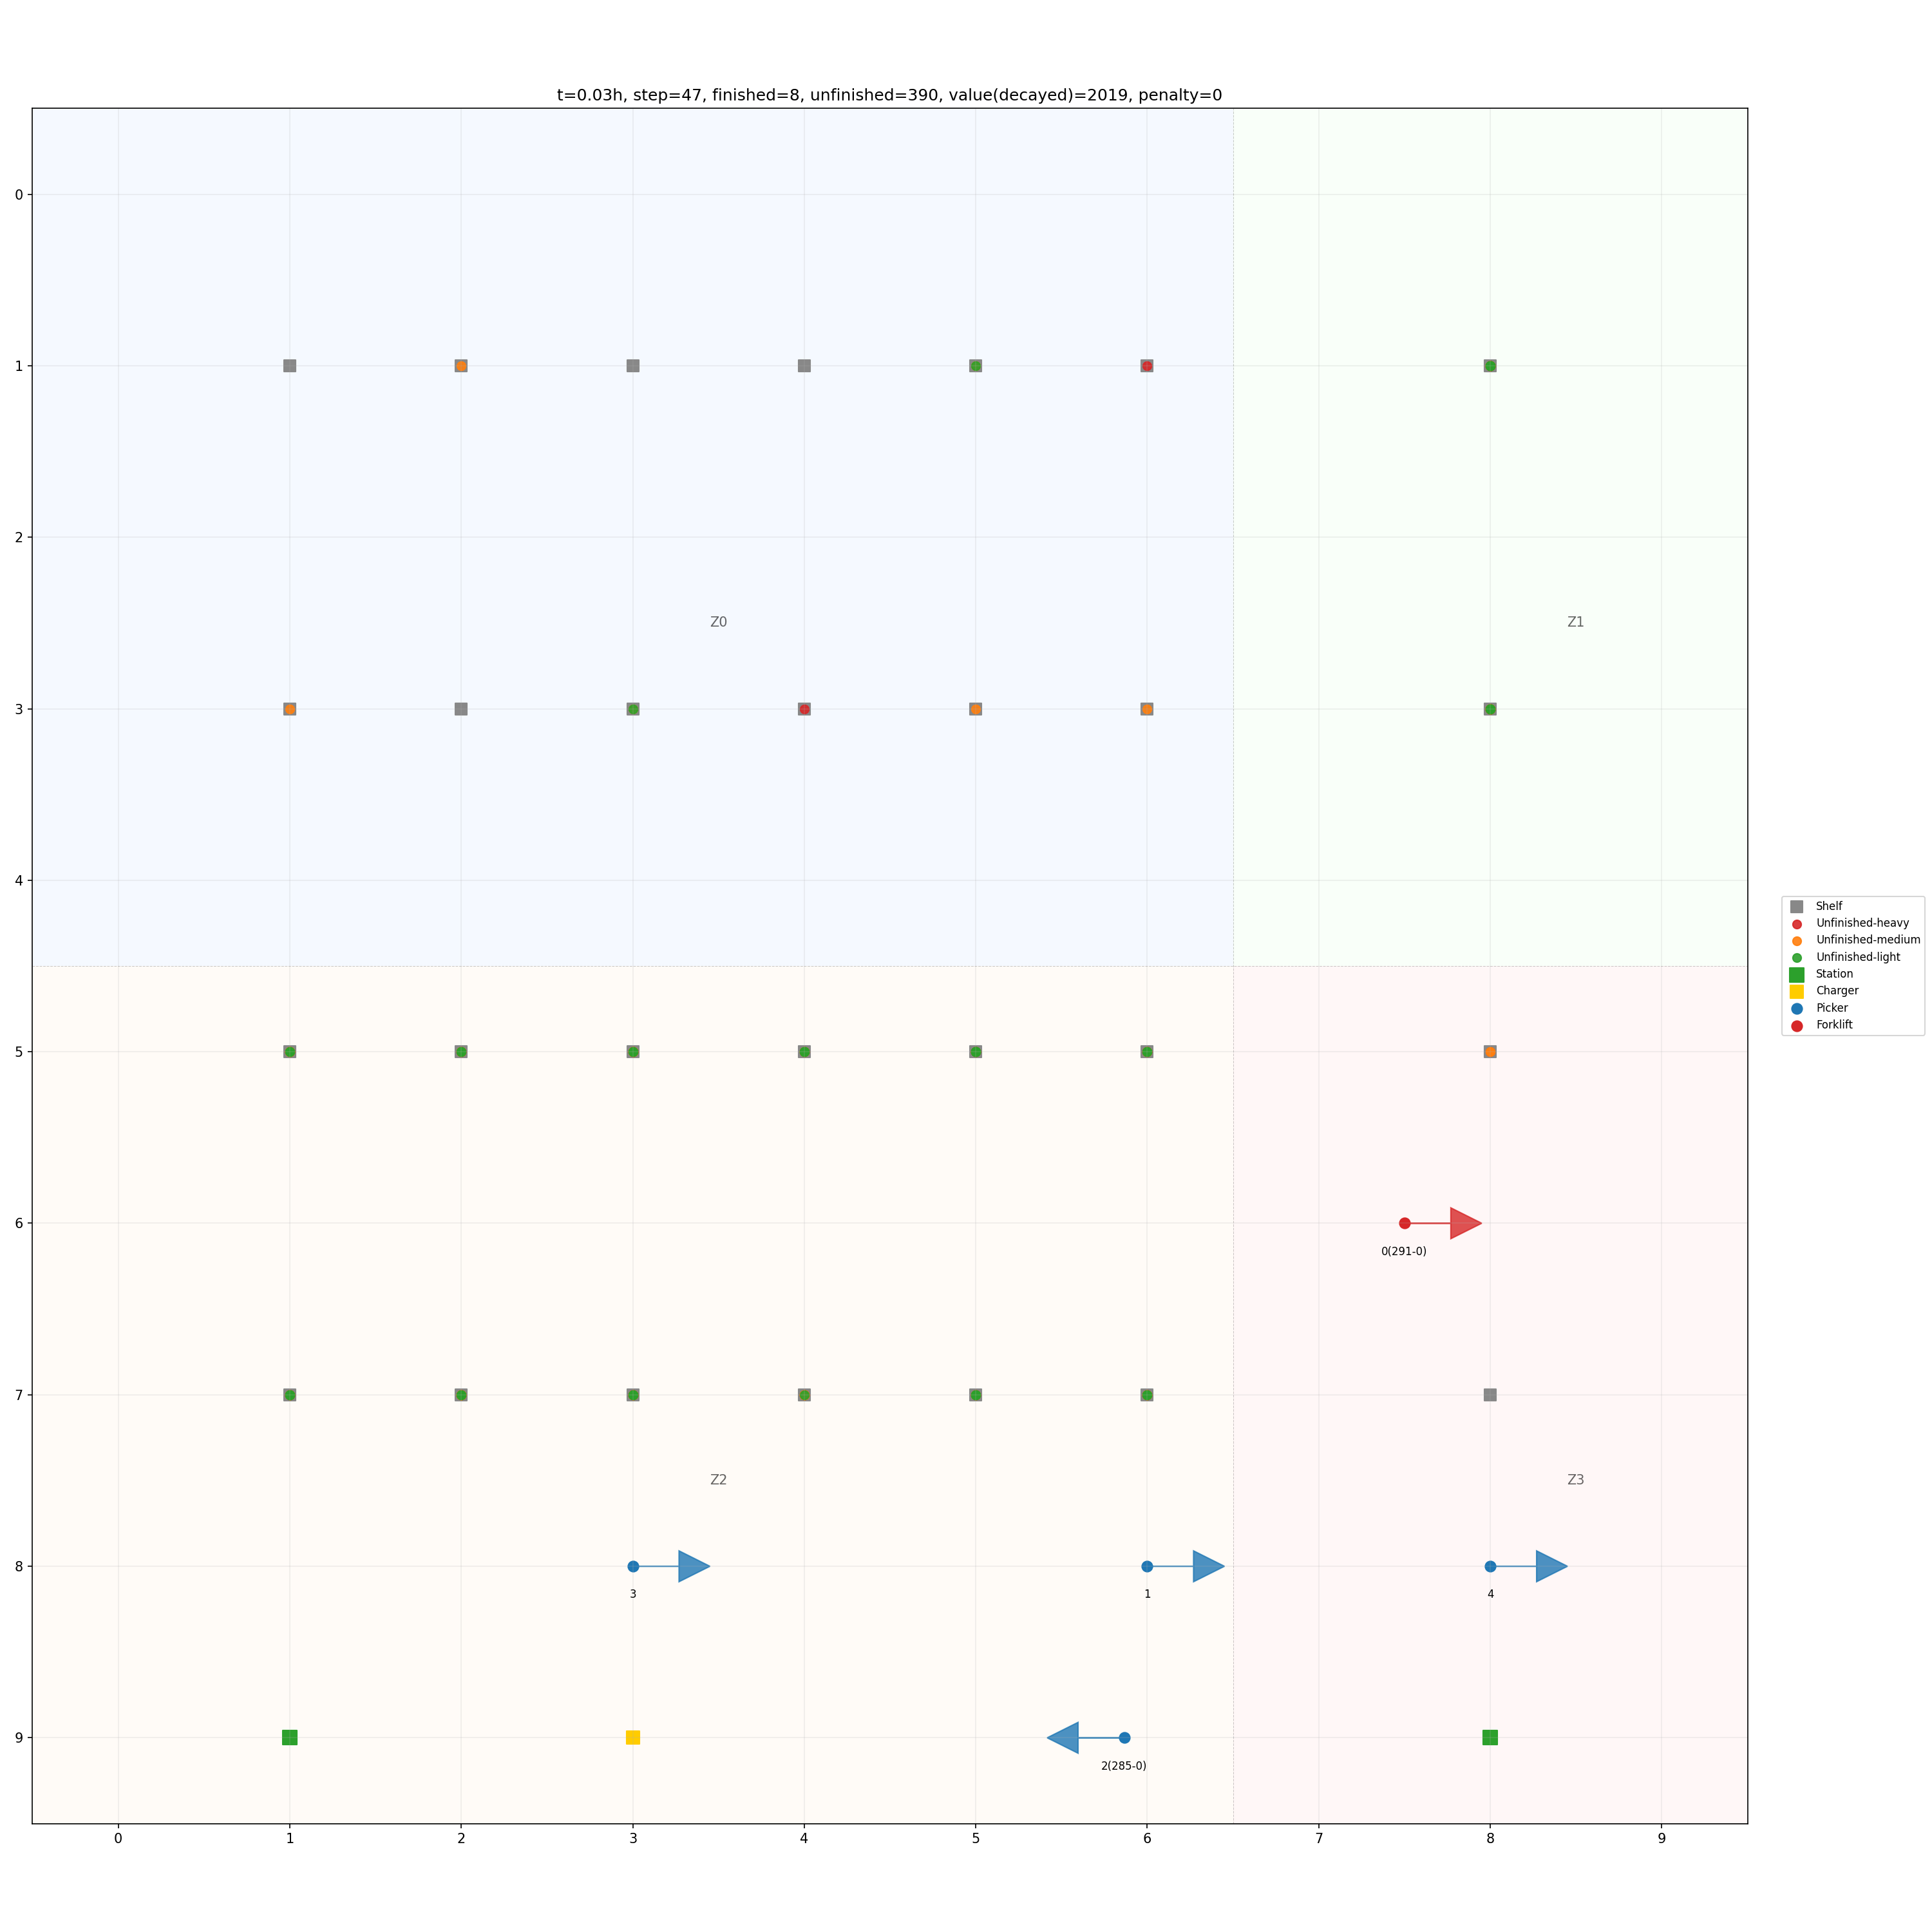 t=0.03h, step=47, finished=8, unfinished=390, value(decayed)=2019, penalty=0
0
1
2
Z0
Z1
3
4
Shelf
Unfinished-heavy
Unfinished-medium
Unfinished-light
Station
Charger
Picker
Forklift
5
6
0(291-0)
7
Z2
Z3
8
3
1
4
9
2(285-0)
0 1 2 3 4 5 6 7 8 9